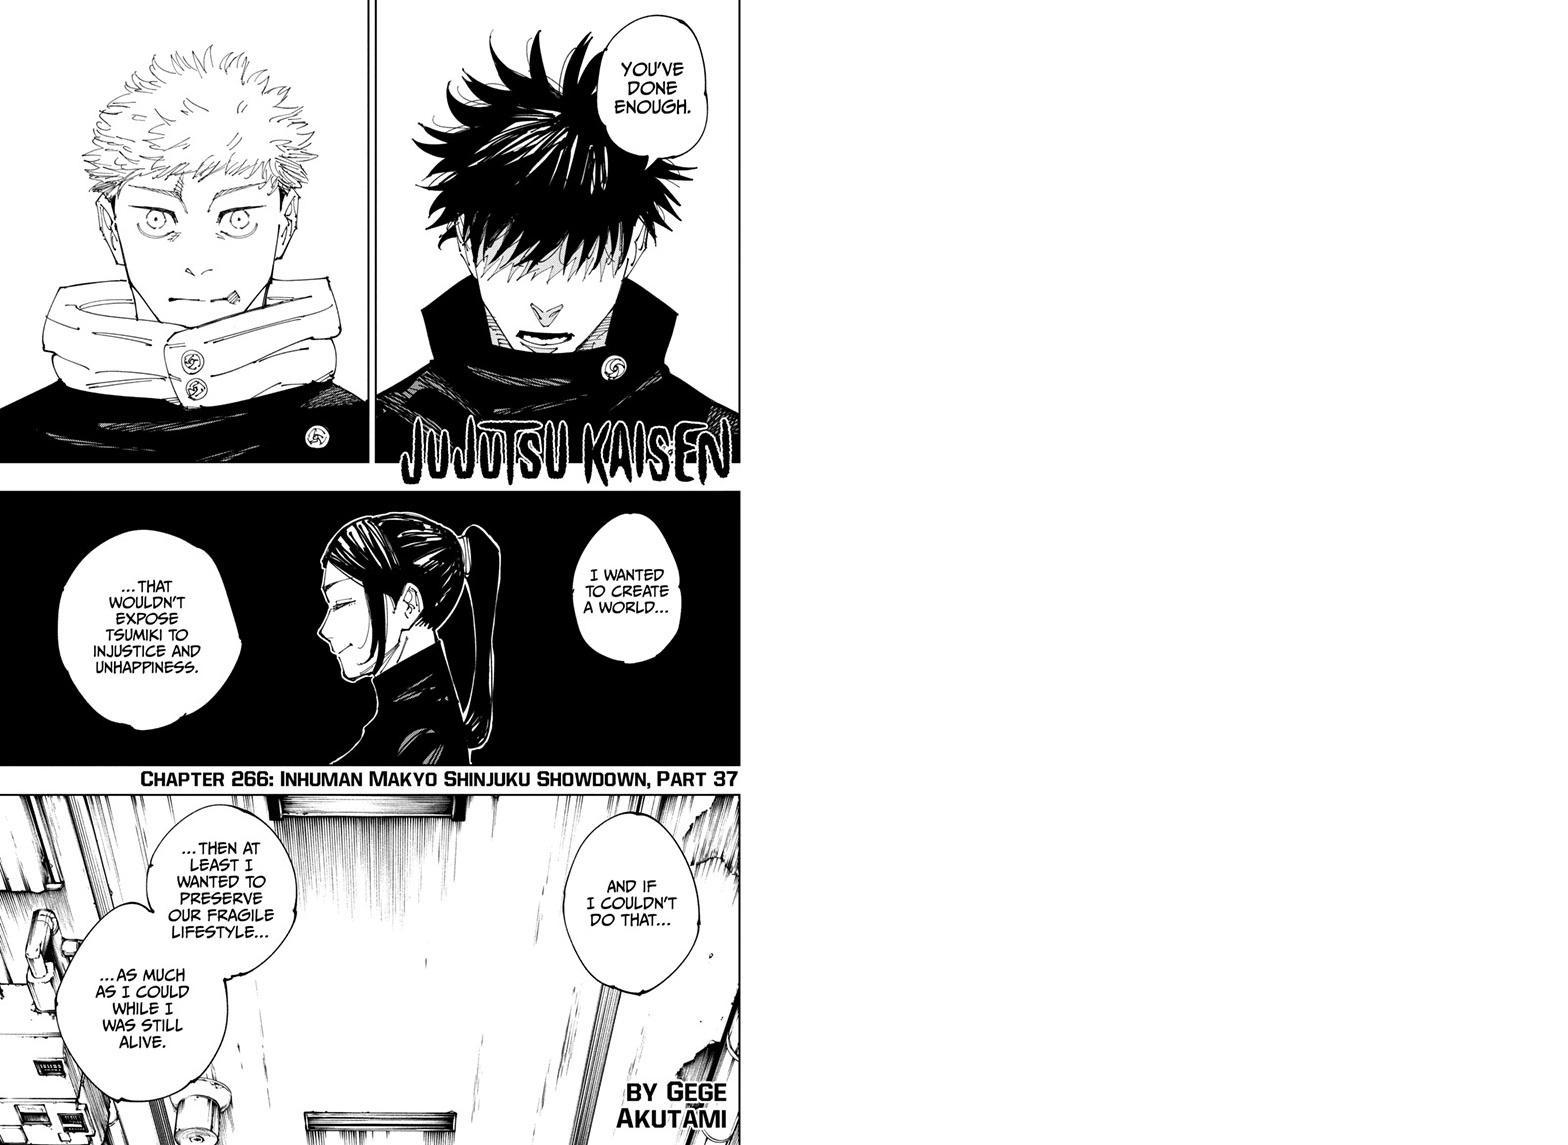 YOU'VE
DONE
ENOUGH.
JUJUTSU KAISEN
I WANTED
TO CREATE
A WORLD...
...THAT
WOULDN'T
EXPOSE
TSUMIKI TO
INJUSTICE AND
UNHAPPINESS.
CHAPTER 266: INHUMAN MAKYO SHINJUKU SHOWDOWN, PART 37
AND IF
I COULDN'T
DO THAT...
...THEN AT
LEAST I
WANTED TO
PRESERVE
OUR FRAGILE
LIFESTYLE...
...AS MUCH
AS I COULD
WHILE I
WAS STILL
ALIVE.
BY GEGE
AKUTAMI